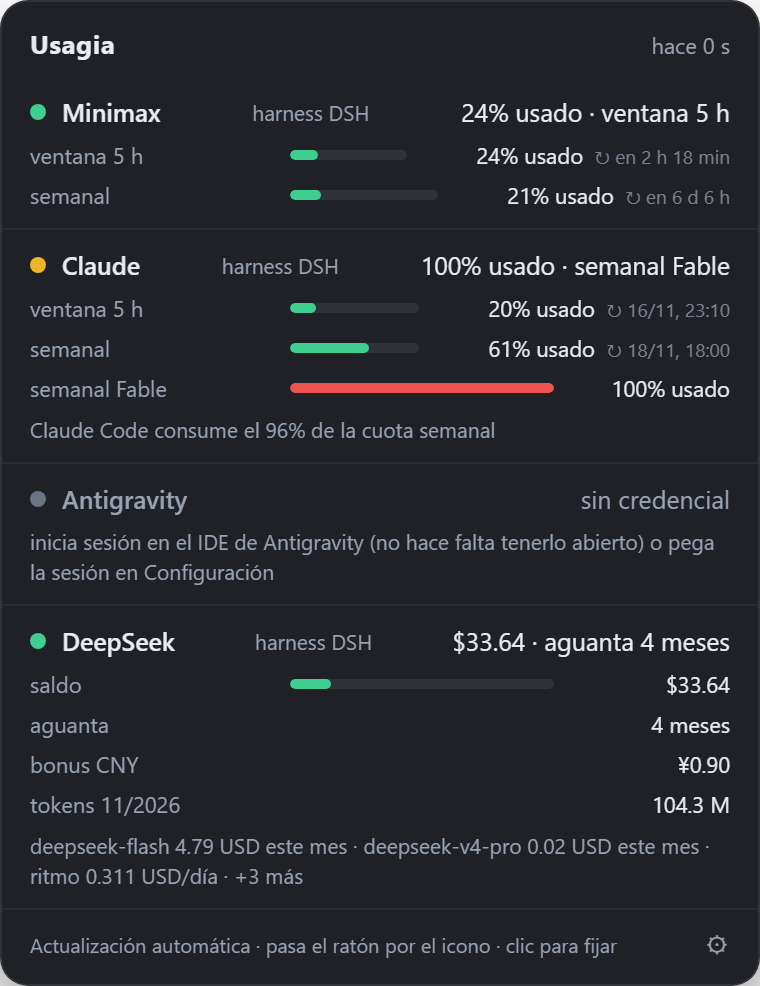 Usagia hace 0 s
Minimax harness DSH 24% usado · ventana 5 h
ventana 5 h 24% usado ↻ en 2 h 18 min
semanal 21% usado ↻ en 6 d 6 h
Claude harness DSH 100% usado · semanal Fable
ventana 5 h 20% usado ↻ 16/11, 23:10
semanal 61% usado ↻ 18/11, 18:00
semanal Fable 100% usado
Claude Code consume el 96% de la cuota semanal
Antigravity sin credencial
inicia sesión en el IDE de Antigravity (no hace falta tenerlo abierto) o pega
la sesión en Configuración
DeepSeek harness DSH $33.64 · aguanta 4 meses
saldo $33.64
aguanta 4 meses
bonus CNY ¥0.90
tokens 11/2026 104.3 M
deepseek-flash 4.79 USD este mes · deepseek-v4-pro 0.02 USD este mes ·
ritmo 0.311 USD/día · +3 más
Actualización automática · pasa el ratón por el icono · clic para fijar